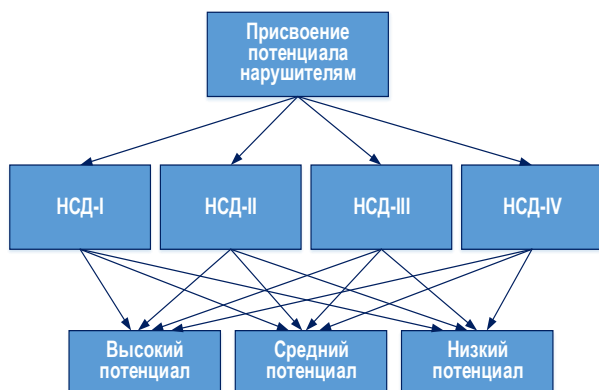 Присвоение
потенциала
нарушителям
НСД-I
НСД-II
НСД-III
НСД-IV
Высокий
потенциал
Средний
потенциал
Низкий
потенциал